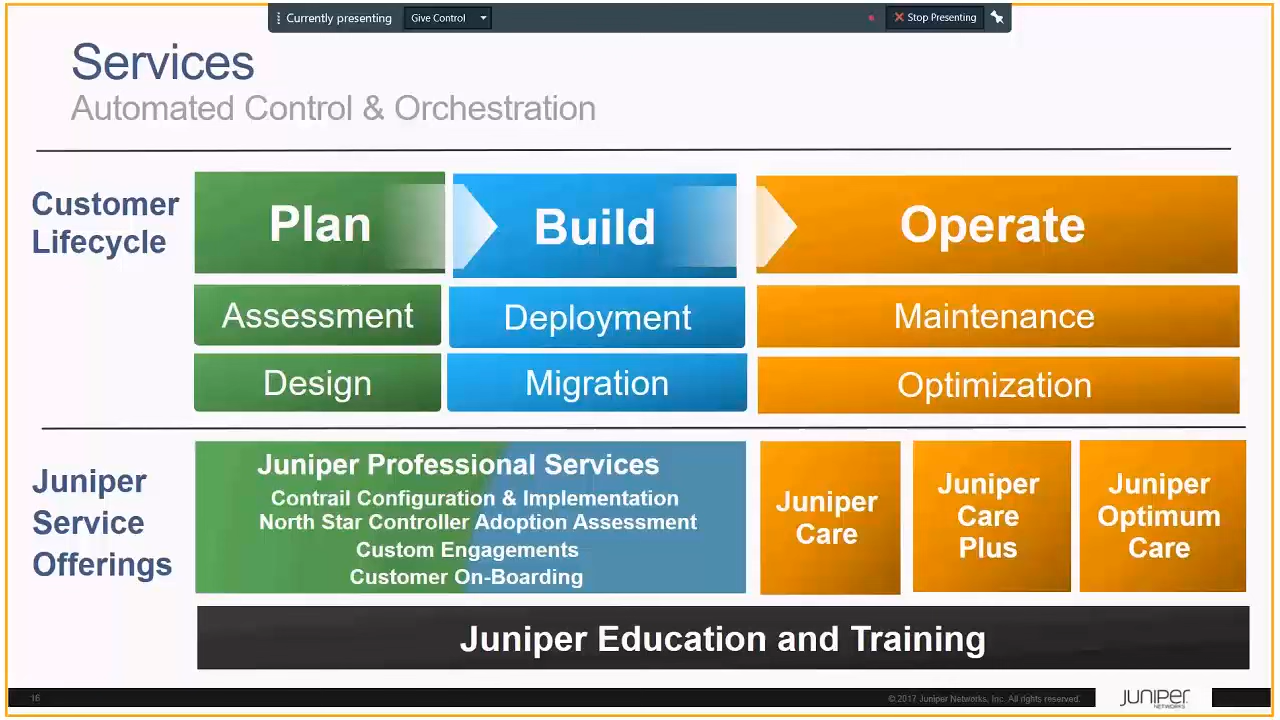 Currently presenting
Give Control
Stop Presenting
Services
Automated Control & Orchestration
Customer
Lifecycle
Plan
Build
Operate
Assessment
Deployment
Maintenance
Design
Migration
Optimization
Juniper
Service
Offerings
Juniper Professional Services
Contrail Configuration & Implementation
North Star Controller Adoption Assessment
Custom Engagements
Customer On-Boarding
Juniper
Care
Juniper
Care
Plus
Juniper
Optimum
Care
Juniper Education and Training
16
© 2017 Juniper Networks, Inc. All rights reserved.
JUNIPER
NETWORKS